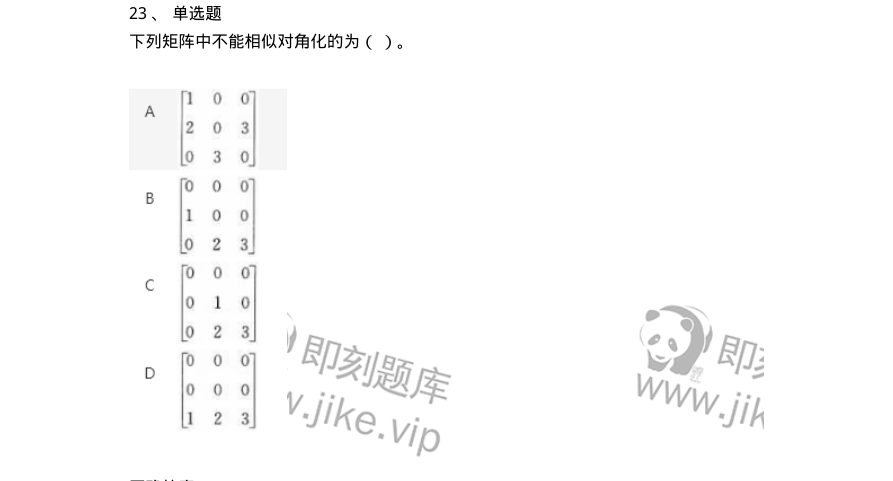 23 、 单选题
下列矩阵中不能相似对角化的为（ ）。
A
1 0 0
2 0 3
0 3 0
B
0 0 0
1 0 0
0 2 3
C
0 0 0
0 1 0
0 2 3
D
0 0 0
0 0 0
1 2 3
即刻题库
.jike.vip
即
www.jik